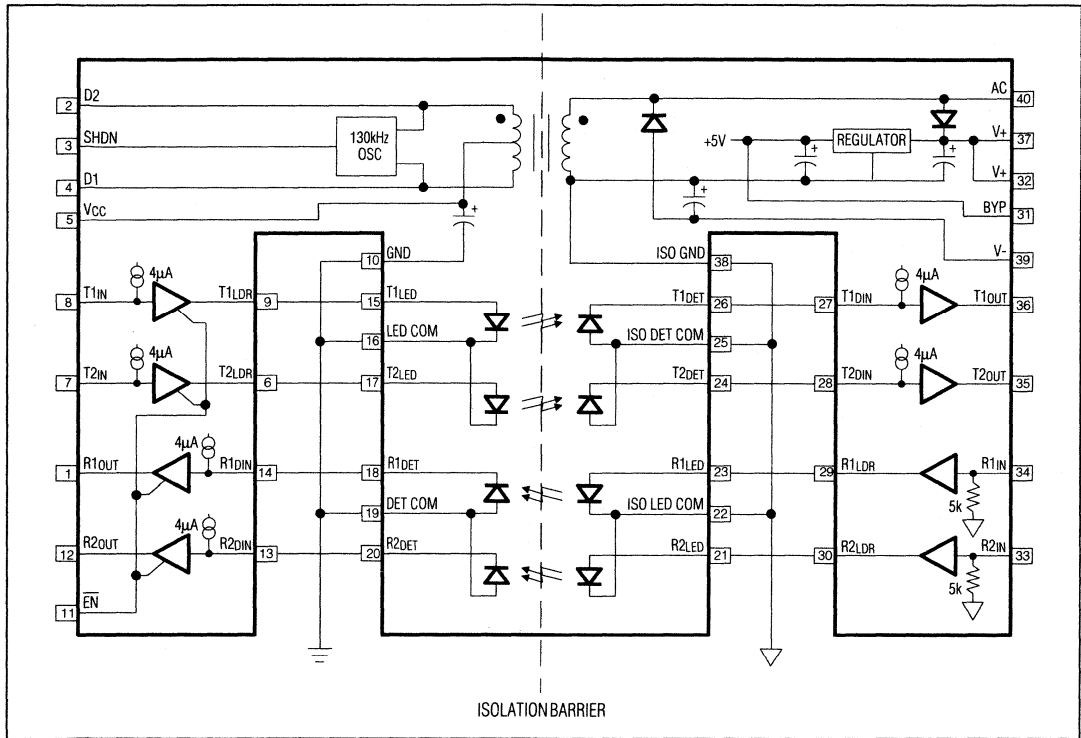 D2
2
SHDN
3
130kHz
OSC
D1
4
VCC
5
+
AC
40
V+
37
+5V
REGULATOR
+
+
V+
32
BYP
31
+
V-
39
GND
10
ISO GND
38
4µA
T1IN
8
T1LDR
9
15
T1LED
LED COM
16
T1DET
26
ISO DET COM
25
27
T1DIN
4µA
T1OUT
36
4µA
T2IN
7
T2LDR
6
17
T2LED
T2DET
24
28
T2DIN
4µA
T2OUT
35
4µA
R1OUT
1
R1DIN
14
18
R1DET
DET COM
19
R1LED
23
ISO LED COM
22
29
R1LDR
R1IN
34
5k
4µA
R2OUT
12
R2DIN
13
20
R2DET
R2LED
21
30
R2LDR
R2IN
33
5k
EN
11
ISOLATION BARRIER